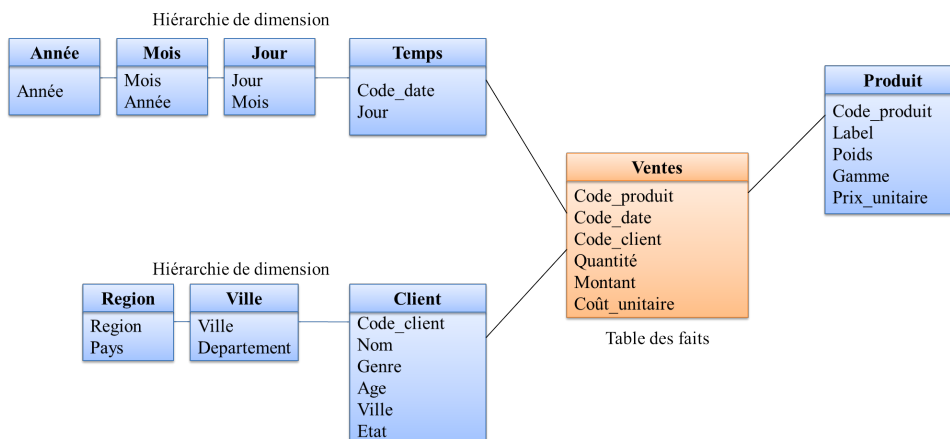 Hiérarchie de dimension
Année
Année
Mois
Mois
Année
Jour
Jour
Mois
Temps
Code_date
Jour
Produit
Code_produit
Label
Poids
Gamme
Prix_unitaire
Ventes
Code_produit
Code_date
Code_client
Quantité
Montant
Coût_unitaire
Table des faits
Hiérarchie de dimension
Region
Region
Pays
Ville
Ville
Departement
Client
Code_client
Nom
Genre
Age
Ville
Etat